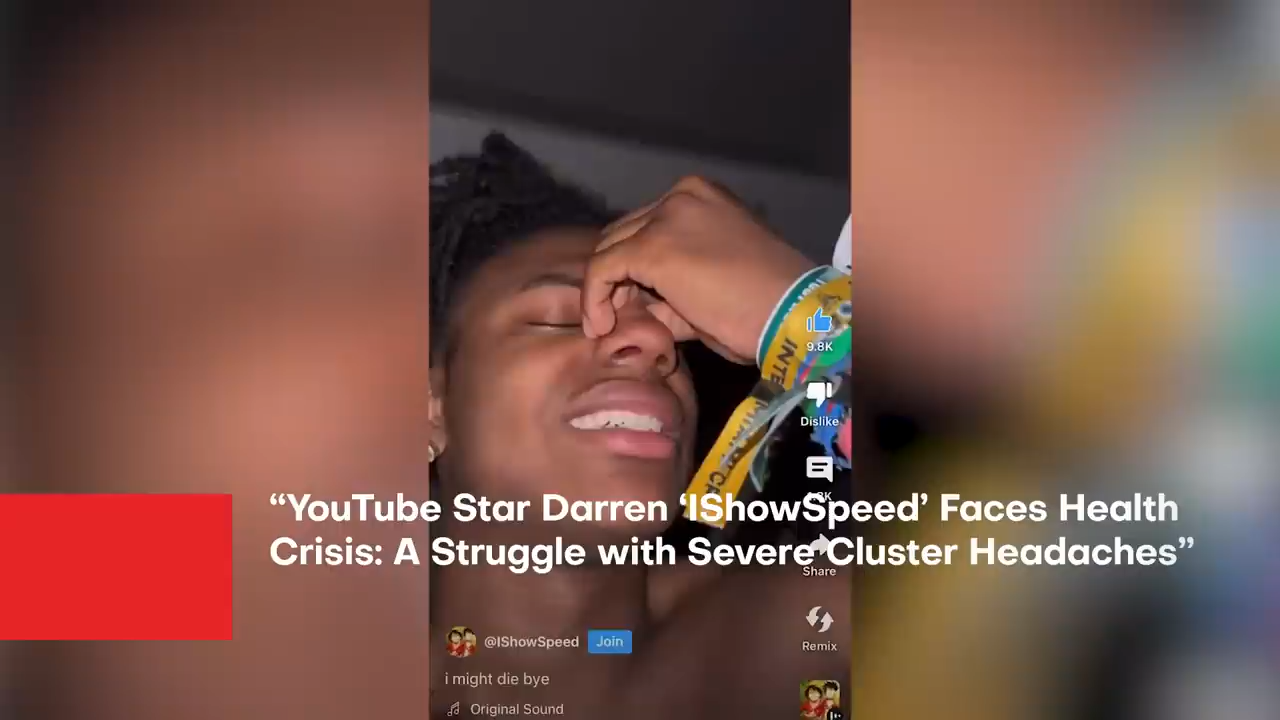 INTE
9.8K
Dislike
“YouTube Star Darren ‘IShowSpeed’ Faces Health
Crisis: A Struggle with Severe Cluster Headaches”
Share
@IShowSpeed Join
Remix
i might die bye
Original Sound